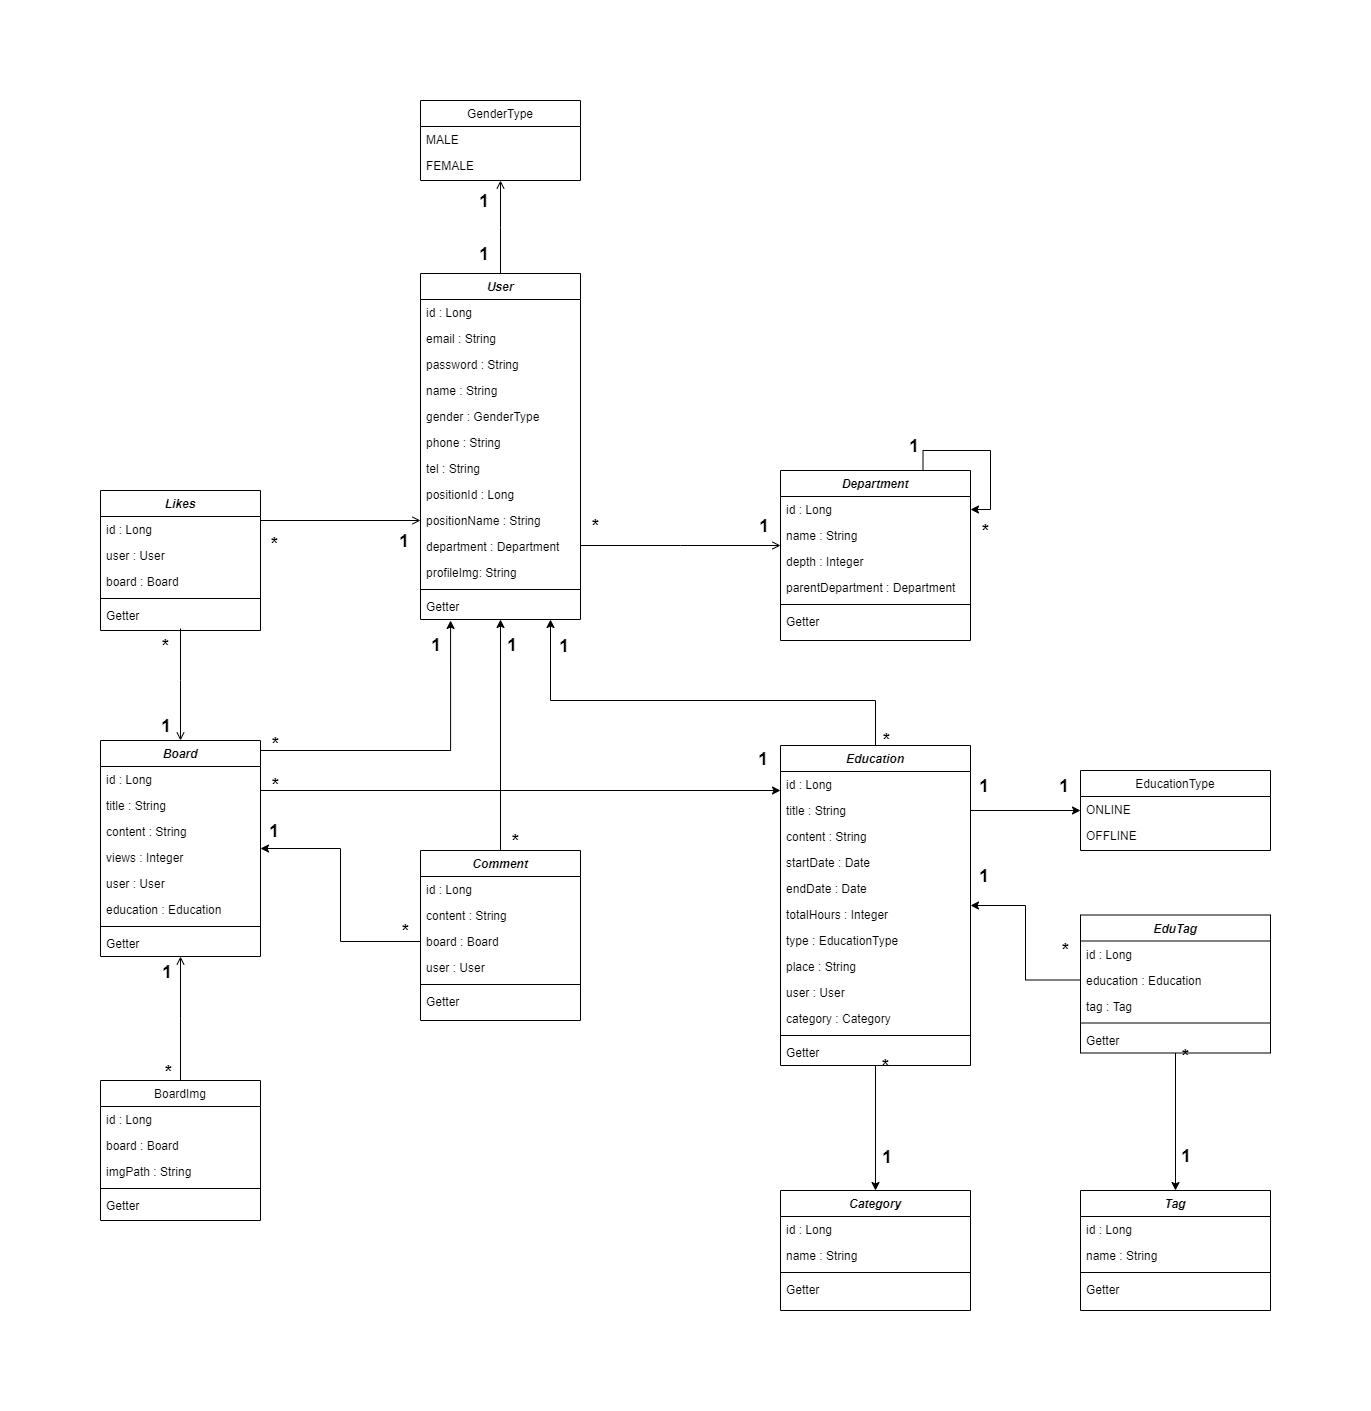 GenderType
MALE
FEMALE
1
1
User
id : Long
email : String
password : String
name : String
gender : GenderType
phone : String
tel : String
positionId : Long
positionName : String
department : Department
profileImg: String
Getter
Likes
id : Long
user : User
board : Board
Getter
*
1
*
1
*
1
1
*
Department
id : Long
name : String
depth : Integer
parentDepartment : Department
Getter
1
1
1
*
*
*
1
Board
id : Long
title : String
content : String
views : Integer
user : User
education : Education
Getter
1
*
*
Comment
id : Long
content : String
board : Board
user : User
Getter
1
*
BoardImg
id : Long
board : Board
imgPath : String
Getter
Education
id : Long
title : String
content : String
startDate : Date
endDate : Date
totalHours : Integer
type : EducationType
place : String
user : User
category : Category
Getter
*
1
1
1
EducationType
ONLINE
OFFLINE
1
*
EduTag
id : Long
education : Education
tag : Tag
Getter
*
1
Category
id : Long
name : String
Getter
Tag
id : Long
name : String
Getter